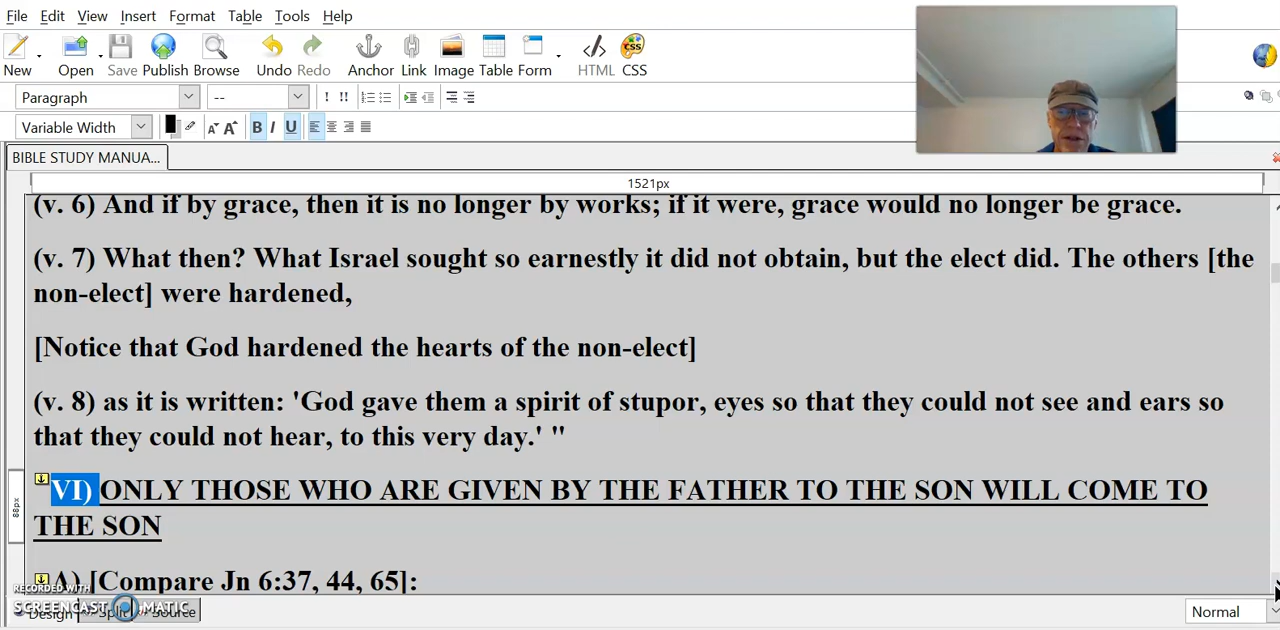 File Edit View Insert Format Table Tools Help
New Open Save Publish Browse Undo Redo Anchor Link Image Table Form HTML CSS
Paragraph -- ! !!
Variable Width A A B I U
BIBLE STUDY MANUA...
1521px
(v. 6) And if by grace, then it is no longer by works; if it were, grace would no longer be grace.
(v. 7) What then? What Israel sought so earnestly it did not obtain, but the elect did. The others [the
non-elect] were hardened,
[Notice that God hardened the hearts of the non-elect]
(v. 8) as it is written: 'God gave them a spirit of stupor, eyes so that they could not see and ears so
that they could not hear, to this very day.' "
VI) ONLY THOSE WHO ARE GIVEN BY THE FATHER TO THE SON WILL COME TO
THE SON
88px
A) [Compare Jn 6:37, 44, 65]:
RECORDED WITH
SCREENCAST-O-MATIC
Design Split Source
Normal